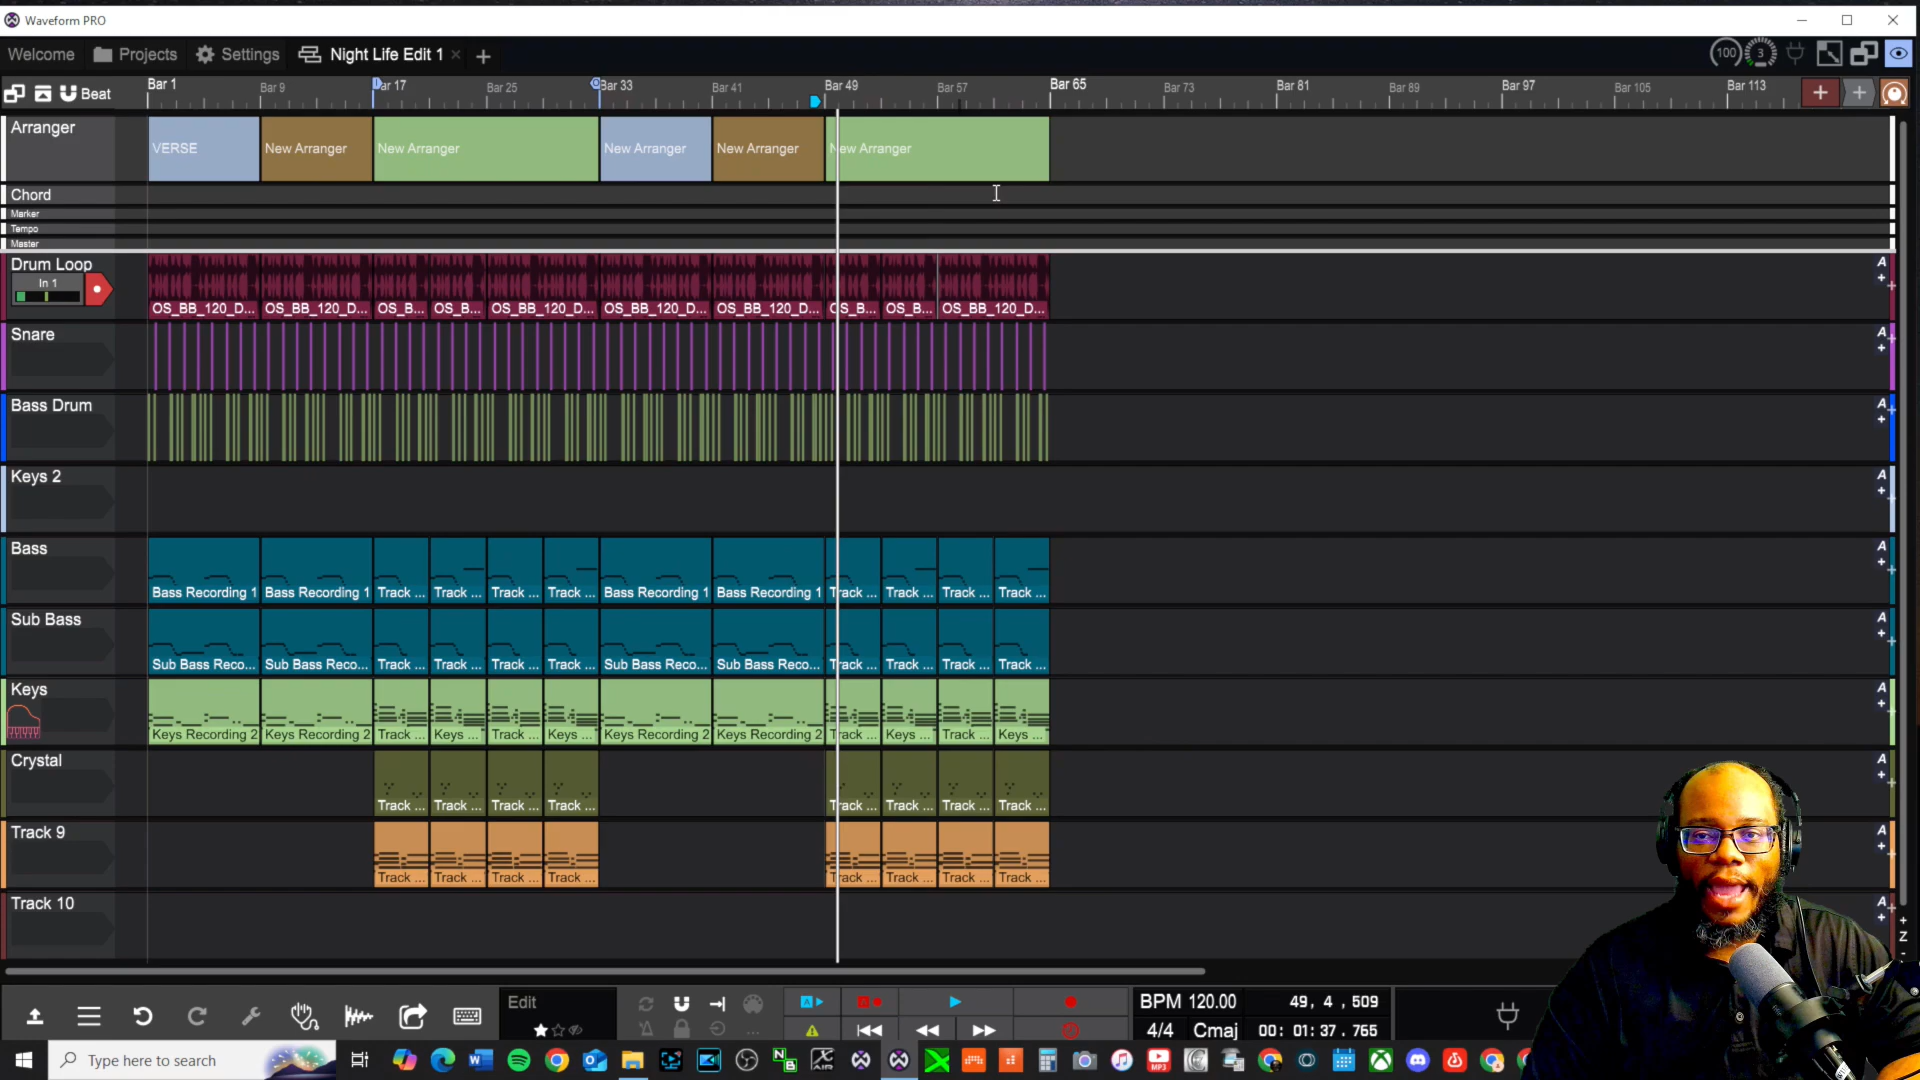 Waveform PRO
Welcome Projects Settings Night Life Edit 1
100 3
Beat
Bar 1 Bar 9 Bar 17 Bar 25 Bar 33 Bar 41 Bar 49 Bar 57 Bar 65 Bar 73 Bar 81 Bar 89 Bar 97 Bar 105 Bar 113
Arranger
VERSE New Arranger New Arranger New Arranger New Arranger New Arranger
Chord
Marker
Tempo
Master
Drum Loop
In 1
OS_BB_120_D... OS_BB_120_D... OS_B... OS_B... OS_BB_120_D... OS_BB_120_D... OS_BB_120_D... OS_B... OS_B... OS_BB_120_D...
A
Snare
A
Bass Drum
A
Keys 2
A
Bass
Bass Recording 1 Bass Recording 1 Track ... Track ... Track ... Track ... Bass Recording 1 Bass Recording 1 Track ... Track ... Track ... Track ...
A
Sub Bass
Sub Bass Reco... Sub Bass Reco... Track ... Track ... Track ... Track ... Sub Bass Reco... Sub Bass Reco... Track ... Track ... Track ... Track ...
A
Keys
Keys Recording 2 Keys Recording 2 Track ... Keys ... Track ... Keys ... Keys Recording 2 Keys Recording 2 Track ... Keys ... Track ... Keys ...
A
Crystal
Track ... Track ... Track ... Track ... Track ... Track ... Track ... Track ...
A
Track 9
Track ... Track ... Track ... Track ... Track ... Track ... Track ... Track ...
A
Track 10
A
Z
Edit
BPM 120.00 49, 4 , 509
4/4 Cmaj 00: 01: 37. 765
Type here to search